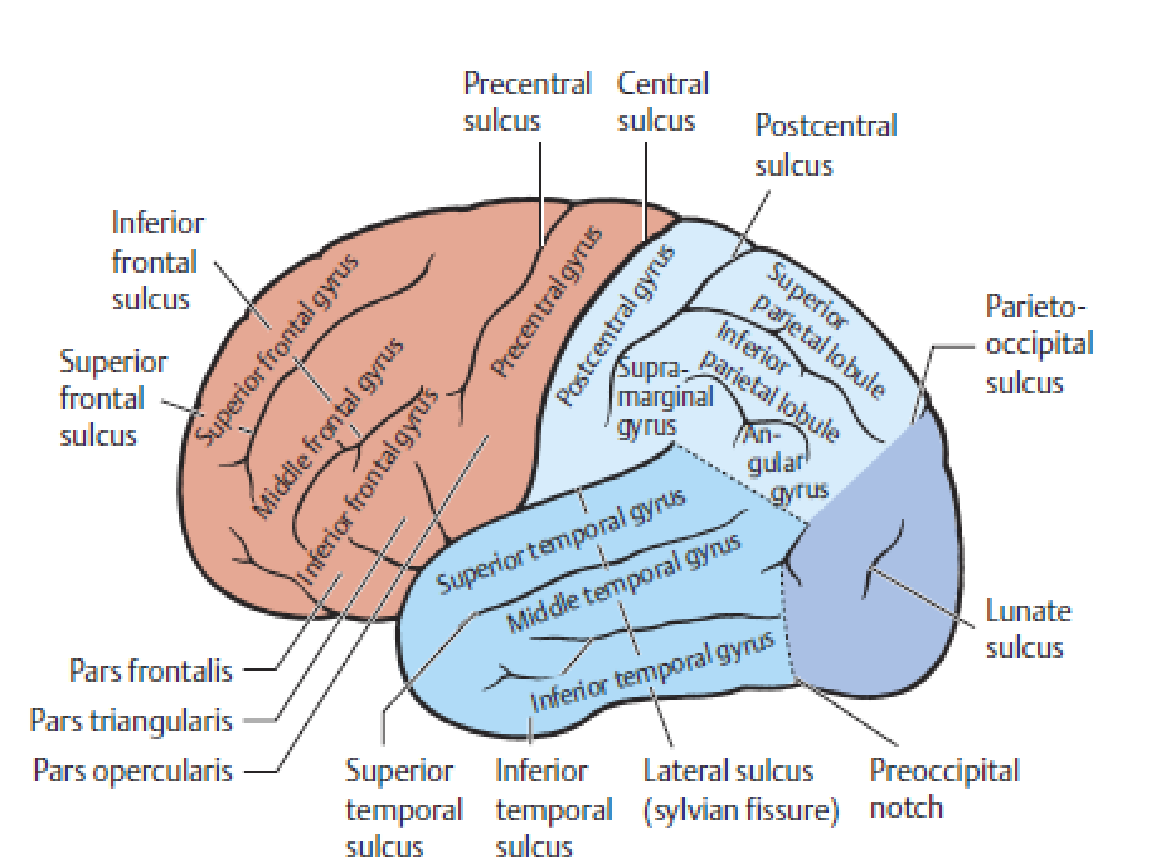 Precentral
sulcus
Central
sulcus
Postcentral
sulcus
Inferior
frontal
sulcus
Superior
frontal
sulcus
Superior frontal gyrus
Middle frontal gyrus
Inferior frontal gyrus
Precentral gyrus
Postcentral gyrus
Superior
parietal lobule
Inferior
parietal lobule
Supra-
marginal
gyrus
An-
gular
gyrus
Parieto-
occipital
sulcus
Superior temporal gyrus
Middle temporal gyrus
Inferior temporal gyrus
Lunate
sulcus
Pars frontalis
Pars triangularis
Pars opercularis
Superior
temporal
sulcus
Inferior
temporal
sulcus
Lateral sulcus
(sylvian fissure)
Preoccipital
notch